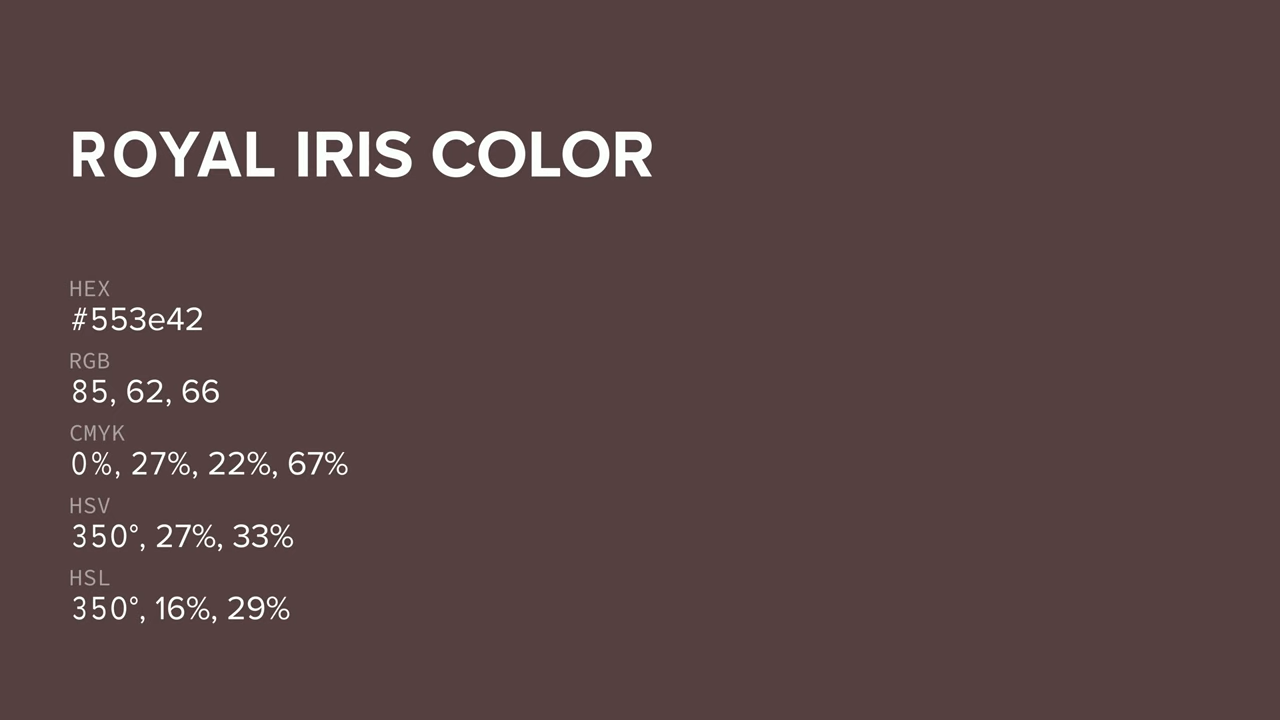 ROYAL IRIS COLOR
HEX
#553e42
RGB
85, 62, 66
CMYK
0%, 27%, 22%, 67%
HSV
350°, 27%, 33%
HSL
350°, 16%, 29%